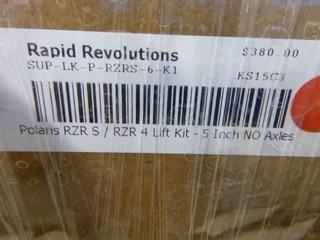 Rapid Revolutions $380.00
SUP-LK-P-RZRS-6-K1 KS15C3
Polaris RZR S / RZR 4 Lift Kit - 5 Inch NO Axles